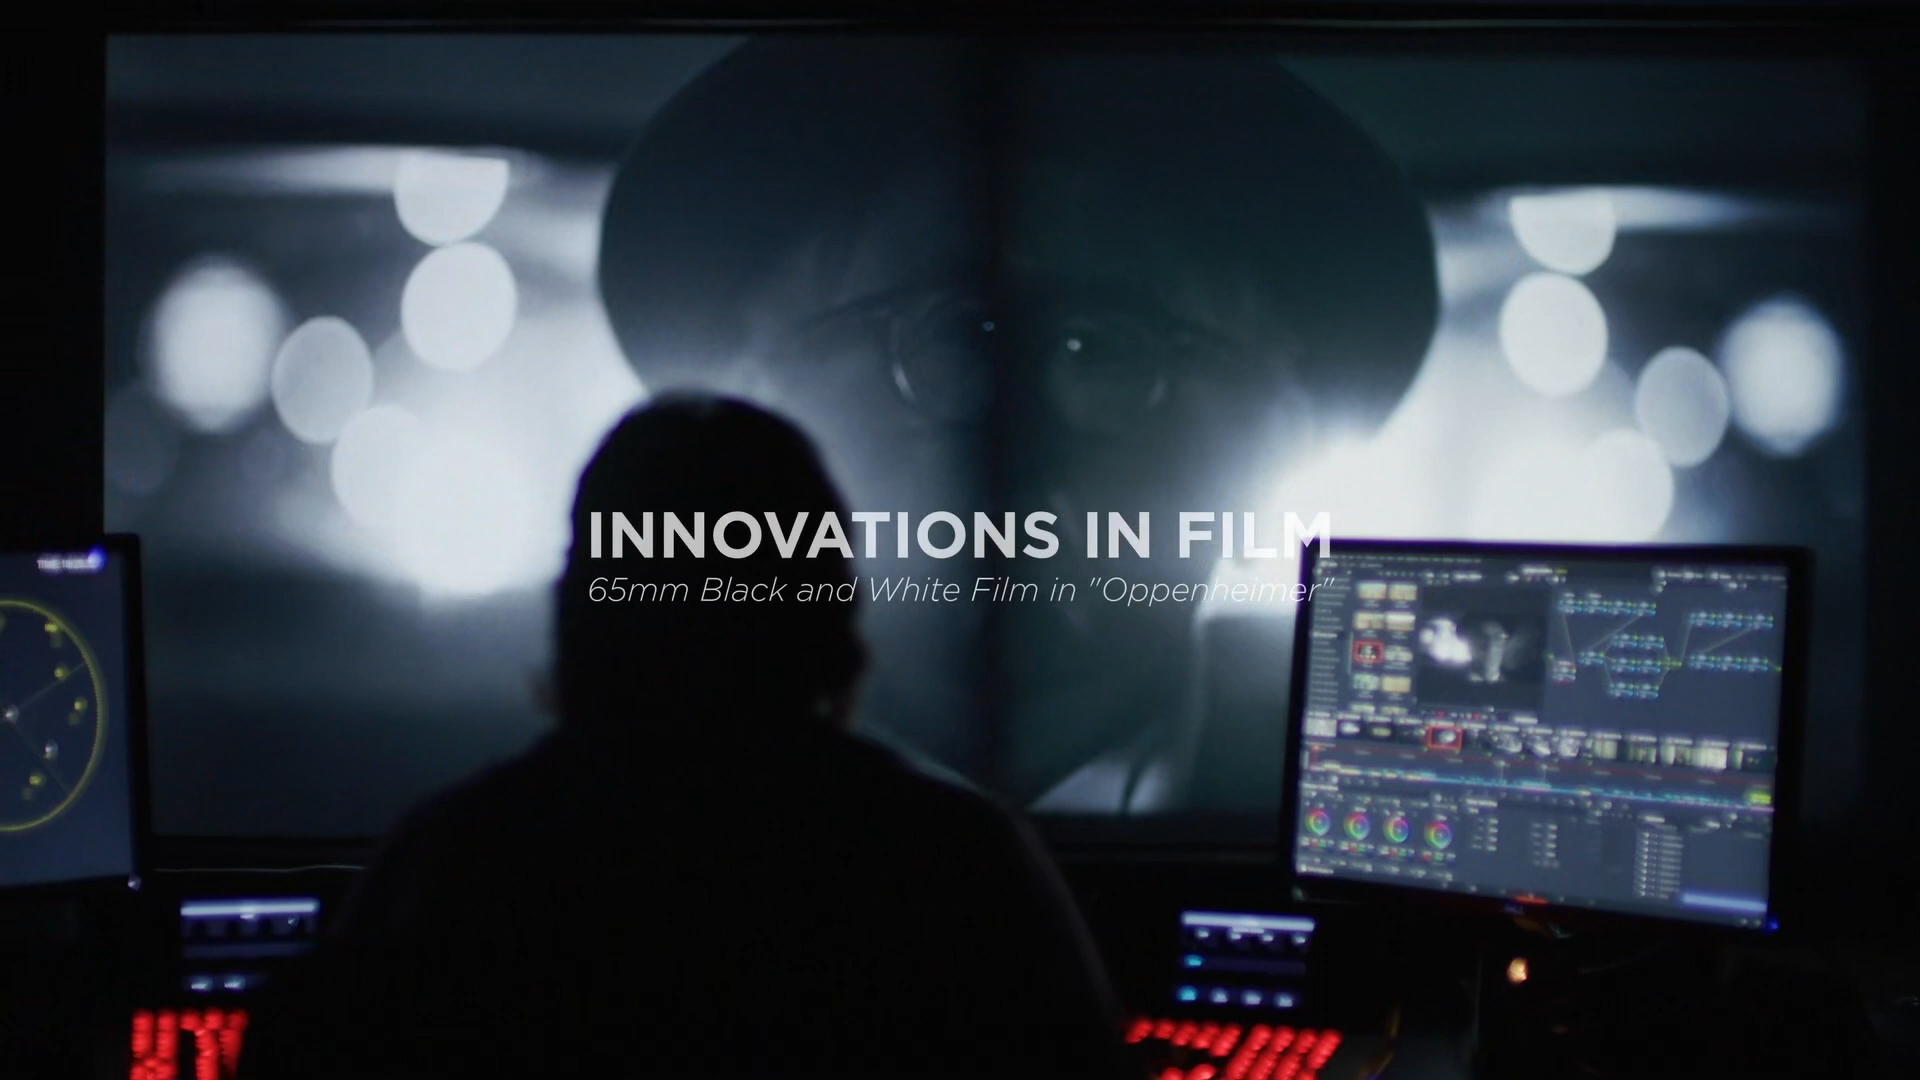 INNOVATIONS IN FILM
65mm Black and White Film in "Oppenheimer"